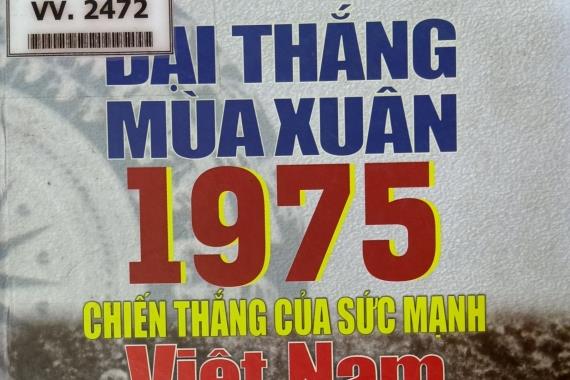 VV. 2472
ĐẠI THẮNG
MÙA XUÂN
1975
CHIẾN THẮNG CỦA SỨC MẠNH
Việt Nam